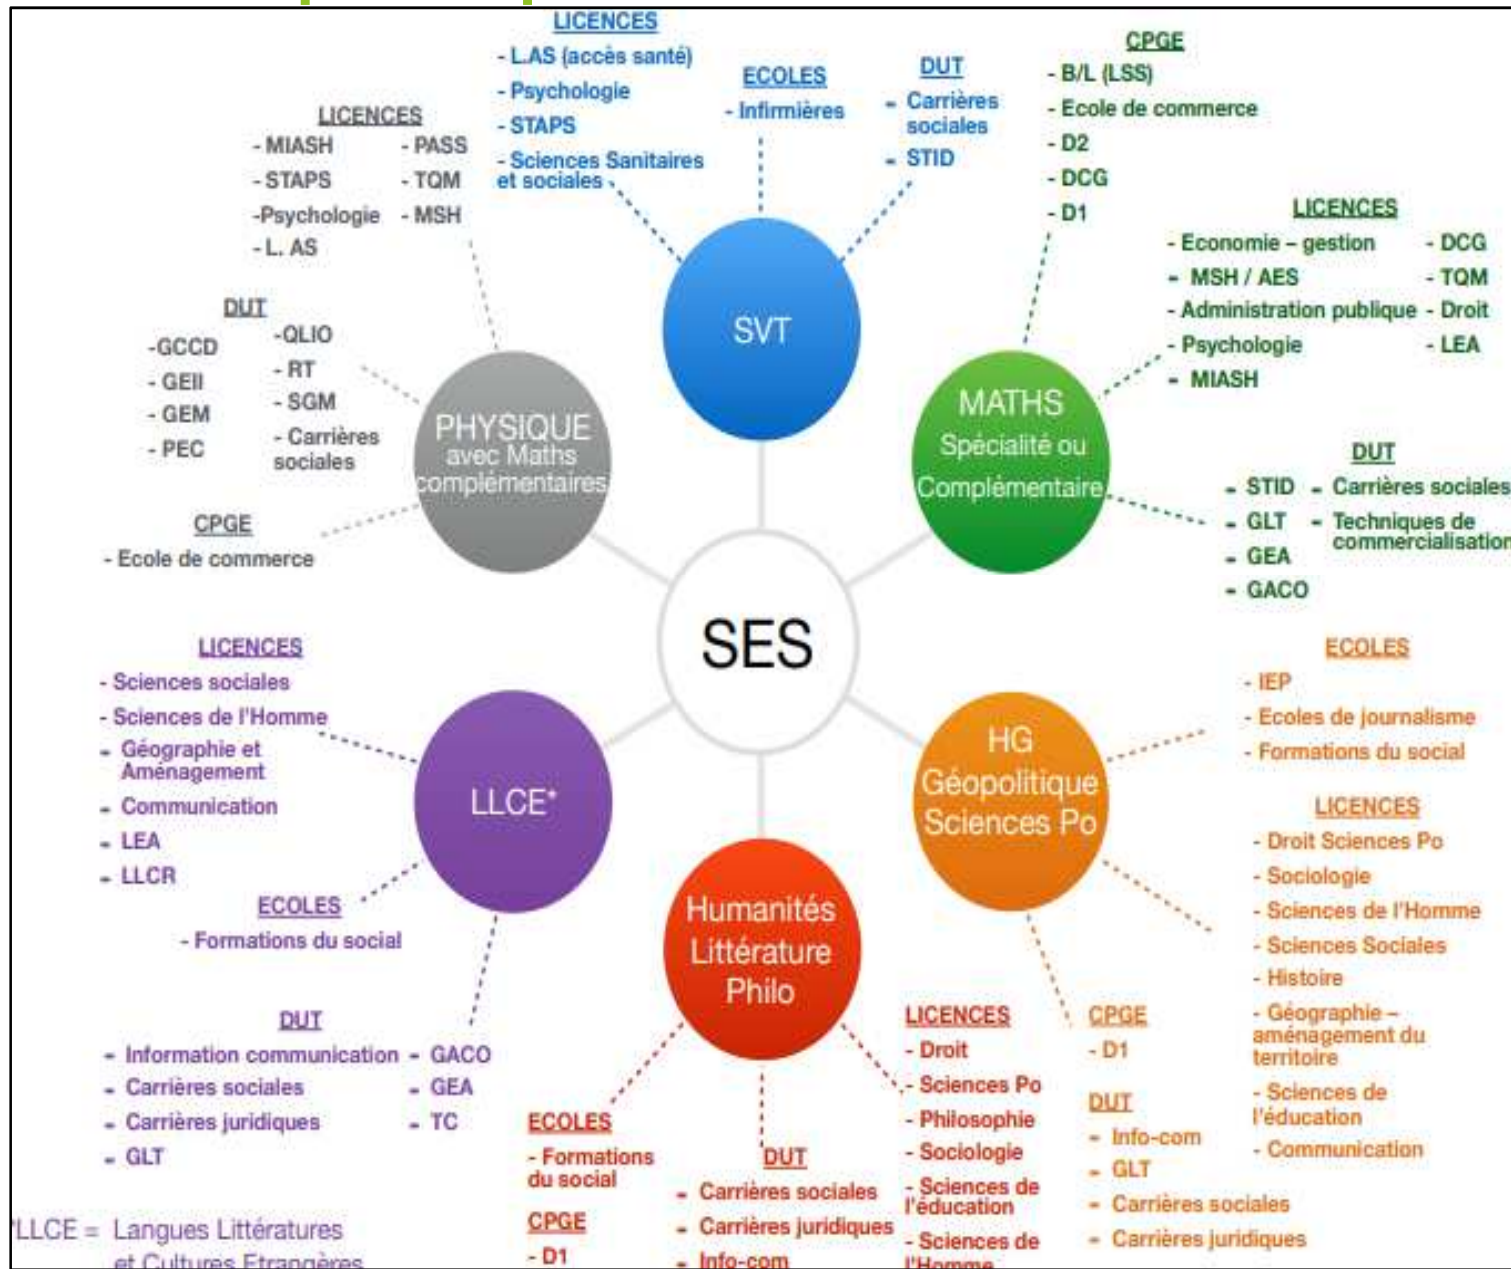 LICENCES
- L.AS (accès santé)
- Psychologie
- STAPS
- Sciences Sanitaires
et sociales
ECOLES
- Infirmières
DUT
- Carrières
sociales
- STID
SVT
CPGE
- B/L (LSS)
- Ecole de commerce
- D2
- DCG
- D1
LICENCES
- Economie – gestion
- MSH / AES
- Administration publique
- Psychologie
- MIASH
- DCG
- TQM
- Droit
- LEA
DUT
- STID
- GLT
- GEA
- GACO
- Carrières sociales
- Techniques de
commercialisation
MATHS
Spécialité ou
Complémentaire
LICENCES
- MIASH
- STAPS
-Psychologie
- L. AS
- PASS
- TQM
- MSH
DUT
-GCCD
- GEII
- GEM
- PEC
-QLIO
- RT
- SGM
- Carrières
sociales
CPGE
- Ecole de commerce
PHYSIQUE
avec Maths
complémentaires
SES
LICENCES
- Sciences sociales
- Sciences de l'Homme
- Géographie et
Aménagement
- Communication
- LEA
- LLCR
ECOLES
- Formations du social
DUT
- Information communication
- Carrières sociales
- Carrières juridiques
- GLT
- GACO
- GEA
- TC
LLCE*
ECOLES
- IEP
- Ecoles de journalisme
- Formations du social
LICENCES
- Droit Sciences Po
- Sociologie
- Sciences de l'Homme
- Sciences Sociales
- Histoire
- Géographie –
aménagement du
territoire
- Sciences de
l'éducation
- Communication
CPGE
- D1
DUT
- Info-com
- GLT
- Carrières sociales
- Carrières juridiques
HG
Géopolitique
Sciences Po
Humanités
Littérature
Philo
ECOLES
- Formations
du social
CPGE
- D1
DUT
- Carrières sociales
- Carrières juridiques
- Info-com
LICENCES
- Droit
- Sciences Po
- Philosophie
- Sociologie
- Sciences de
l'éducation
- Sciences de
l'Homme
*LLCE = Langues Littératures
et Cultures Etrangères